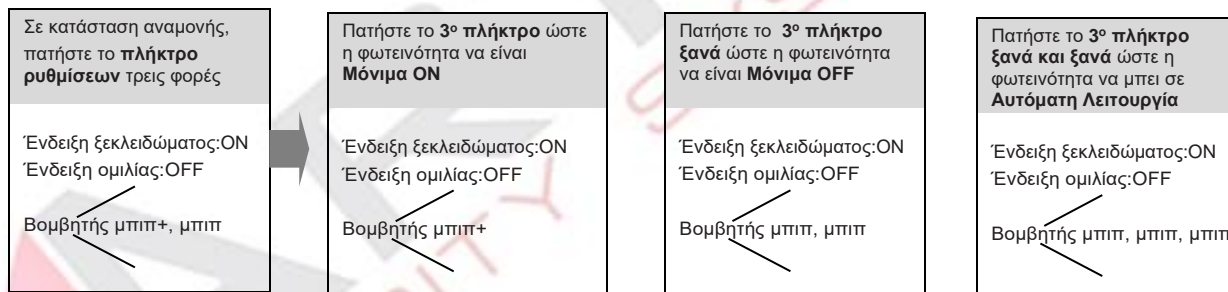 Σε κατάσταση αναμονής,
πατήστε το πλήκτρο
ρυθμίσεων τρεις φορές
Ένδειξη ξεκλειδώματος:ON
Ένδειξη ομιλίας:OFF
Βομβητής μπιπ+, μπιπ
Πατήστε το 3ο πλήκτρο ώστε
η φωτεινότητα να είναι
Μόνιμα ON
Ένδειξη ξεκλειδώματος:ON
Ένδειξη ομιλίας:OFF
Βομβητής μπιπ+
Πατήστε το 3ο πλήκτρο
ξανά ώστε η φωτεινότητα
να είναι Μόνιμα OFF
Ένδειξη ξεκλειδώματος:ON
Ένδειξη ομιλίας:OFF
Βομβητής μπιπ, μπιπ
Πατήστε το 3ο πλήκτρο
ξανά και ξανά ώστε η
φωτεινότητα να μπει σε
Αυτόματη Λειτουργία
Ένδειξη ξεκλειδώματος:ON
Ένδειξη ομιλίας:OFF
Βομβητής μπιπ, μπιπ, μπιπ